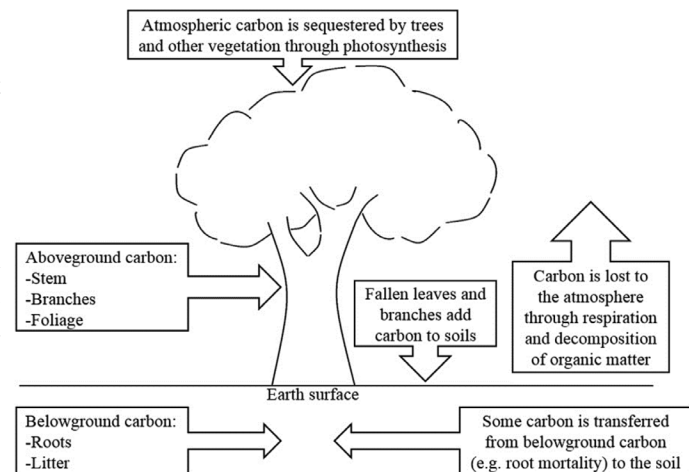 Atmospheric carbon is sequestered by trees
and other vegetation through photosynthesis
Aboveground carbon:
-Stem
-Branches
-Foliage
Fallen leaves and
branches add
carbon to soils
Carbon is lost to
the atmosphere
through respiration
and decomposition
of organic matter
Earth surface
Belowground carbon:
-Roots
-Litter
Some carbon is transferred
from belowground carbon
(e.g. root mortality) to the soil